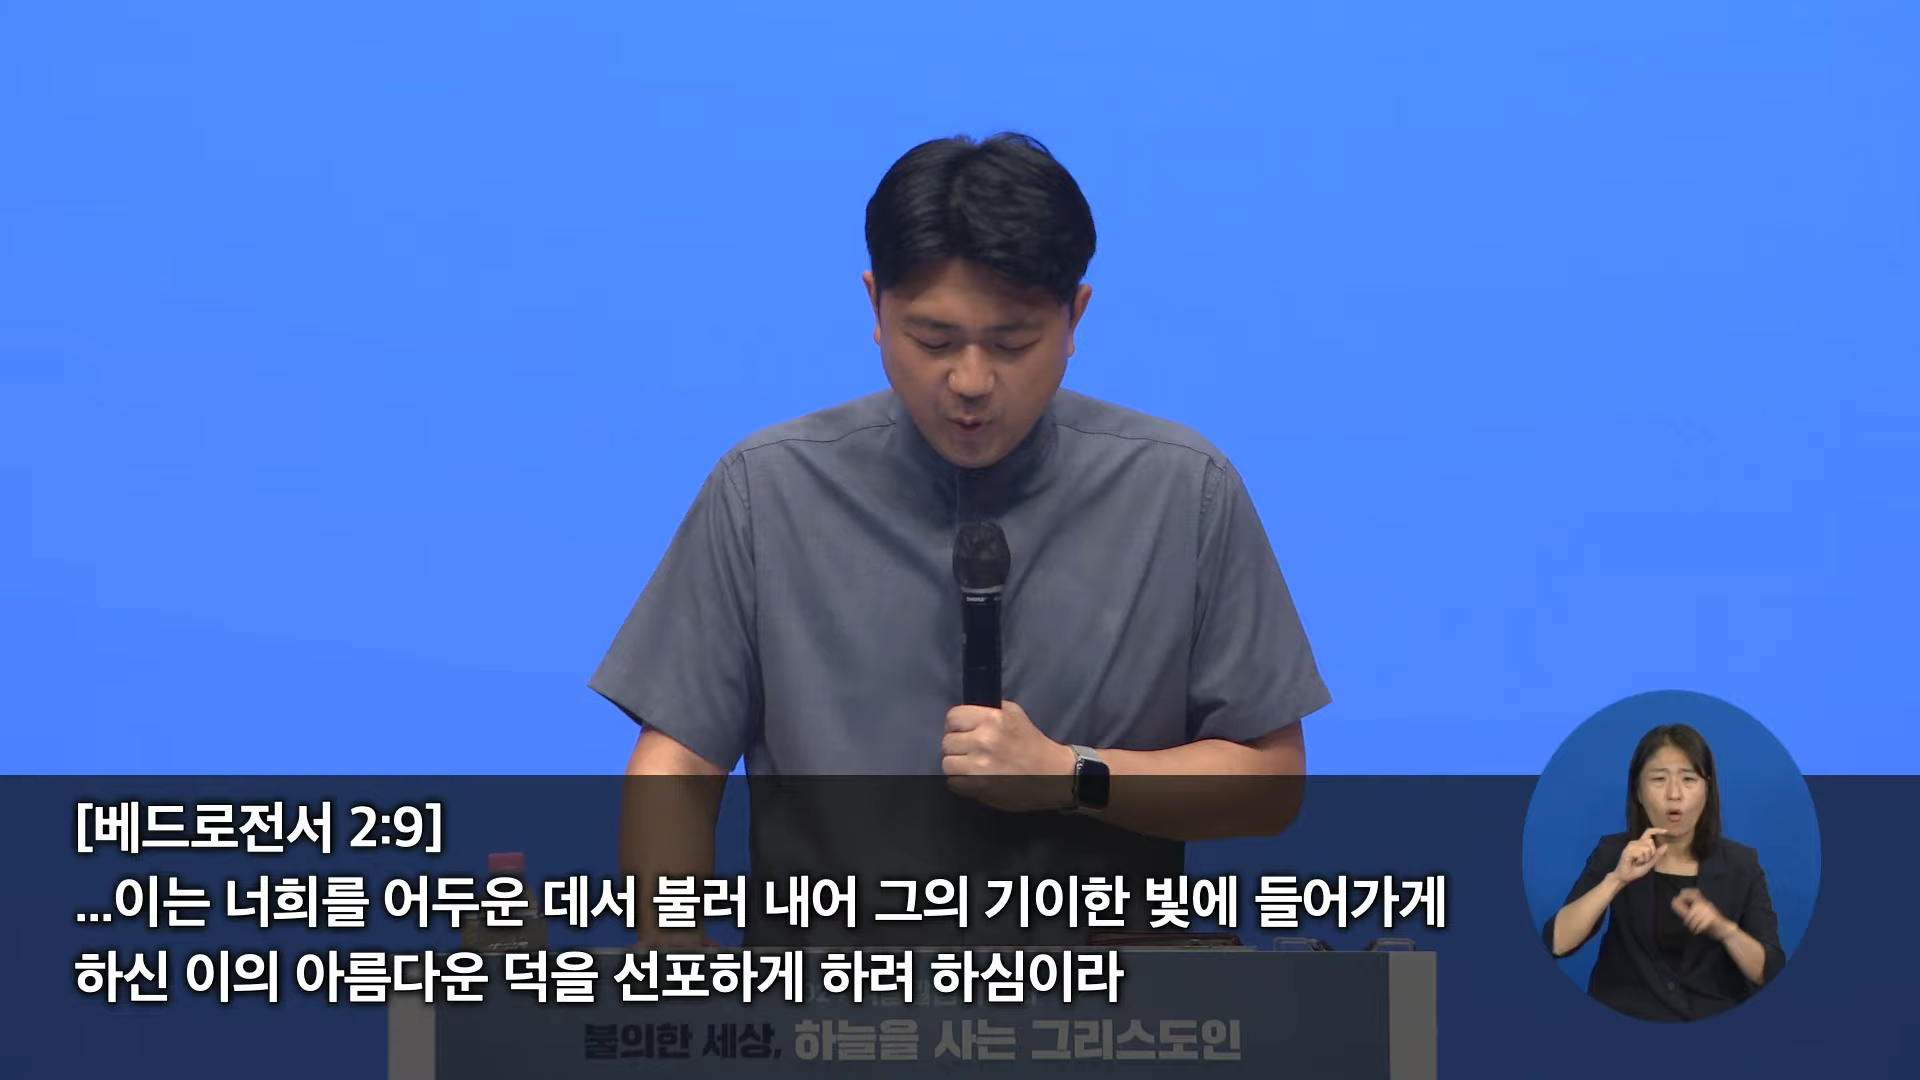 [베드로전서 2:9]
...이는 너희를 어두운 데서 불러 내어 그의 기이한 빛에 들어가게
하신 이의 아름다운 덕을 선포하게 하려 하심이라
불의한 세상, 하늘을 사는 그리스도인